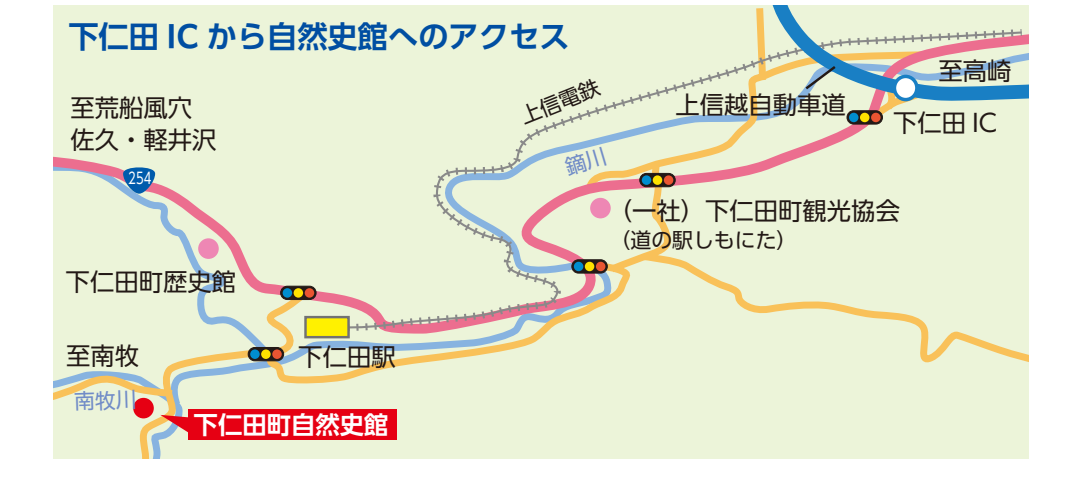 下仁田 IC から自然史館へのアクセス
至荒船風穴
佐久・軽井沢
254
上信電鉄
鏑川
上信越自動車道
至高崎
下仁田 IC
（一社）下仁田町観光協会
（道の駅しもにた）
下仁田町歴史館
下仁田駅
至南牧
南牧川
下仁田町自然史館